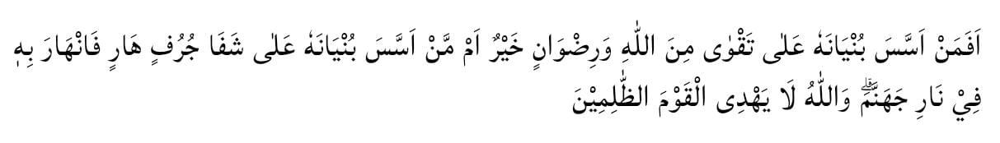 اَفَمَنْ اَسَّسَ بُنْيَانَهٗ عَلٰى تَقْوٰى مِنَ اللّٰهِ وَرِضْوَانٍ خَيْرٌ اَمْ مَّنْ اَسَّسَ بُنْيَانَهٗ عَلٰى شَفَا جُرُفٍ هَارٍ فَانْهَارَ بِهٖ
فِيْ نَارِ جَهَنَّمَۗ وَاللّٰهُ لَا يَهْدِى الْقَوْمَ الظّٰلِمِيْنَ